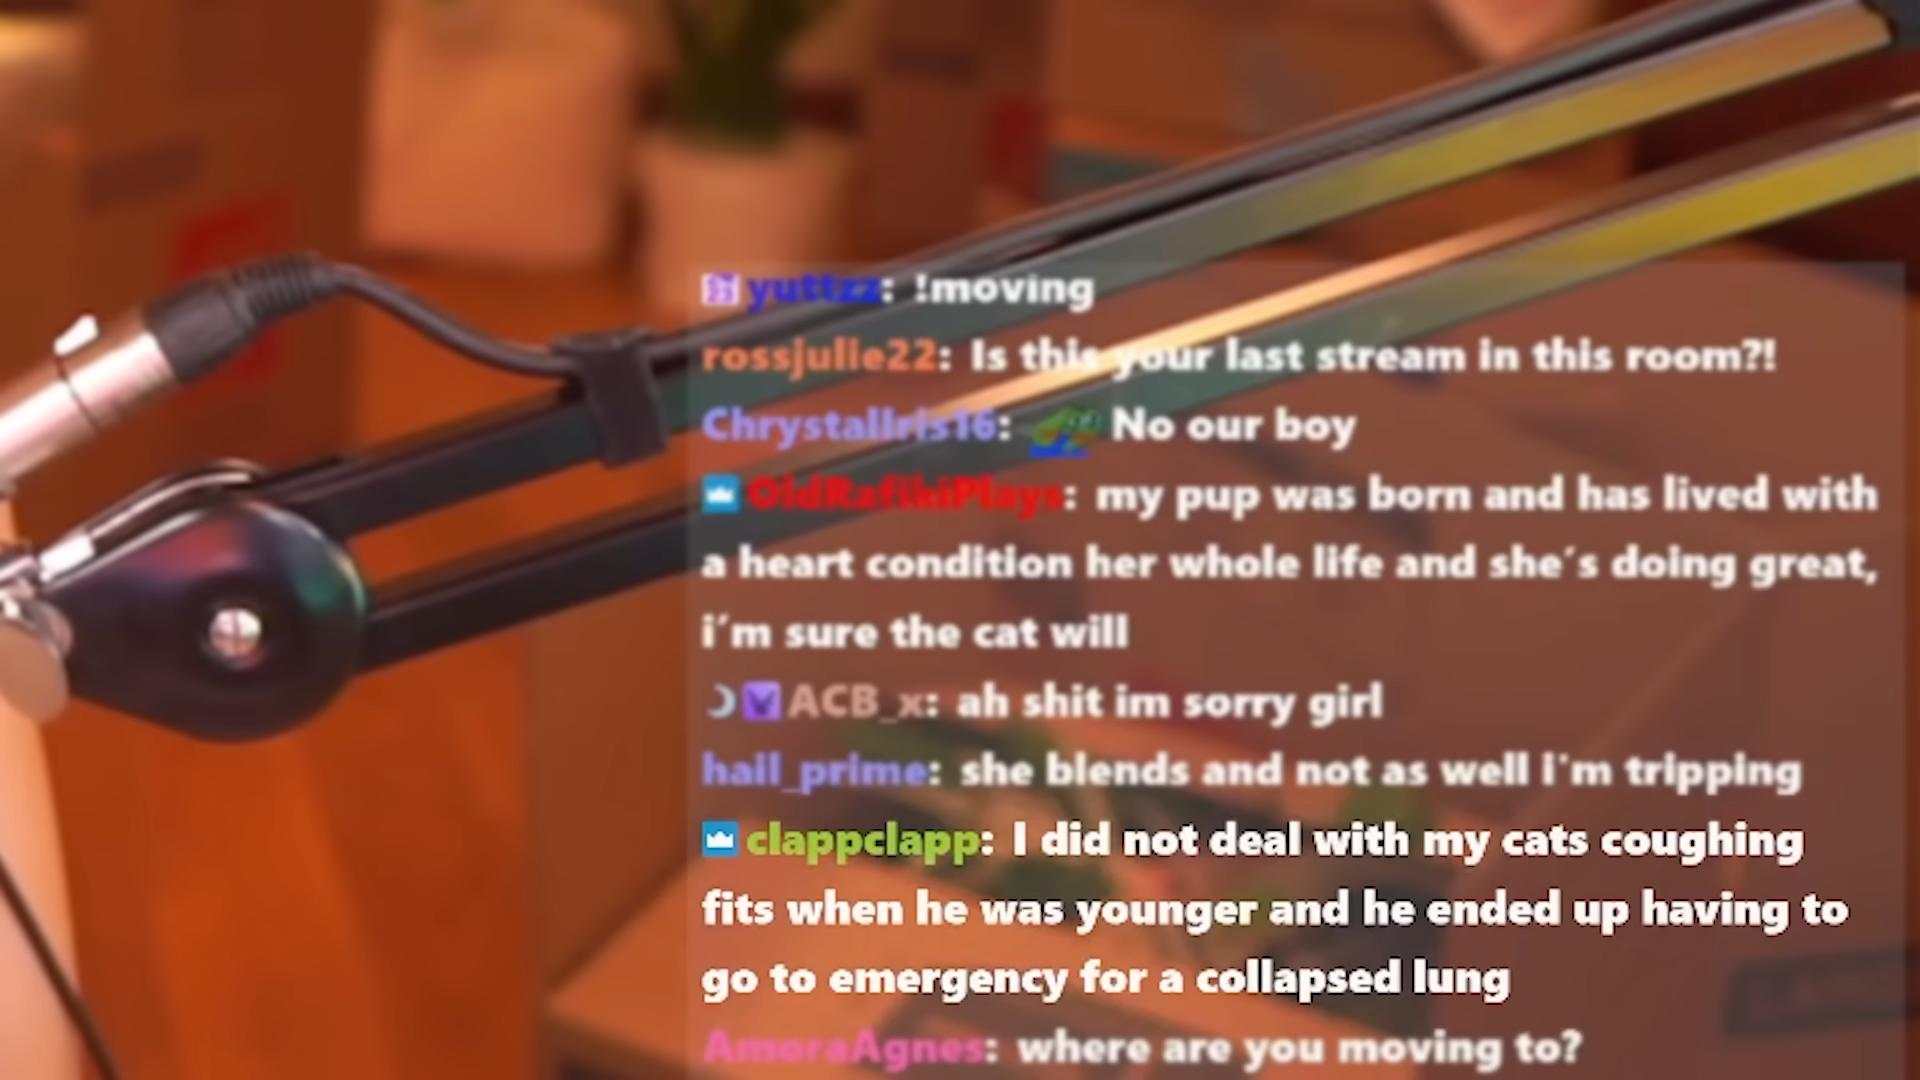 yuttzz: !moving
rossjulie22: Is this your last stream in this room?!
ChrystalIris16: No our boy
OldRafikiPlays: my pup was born and has lived with
a heart condition her whole life and she's doing great,
i'm sure the cat will
ACB_x: ah shit im sorry girl
hail_prime: she blends and not as well i'm tripping
clappclapp: I did not deal with my cats coughing
fits when he was younger and he ended up having to
go to emergency for a collapsed lung
AmoraAgnes: where are you moving to?